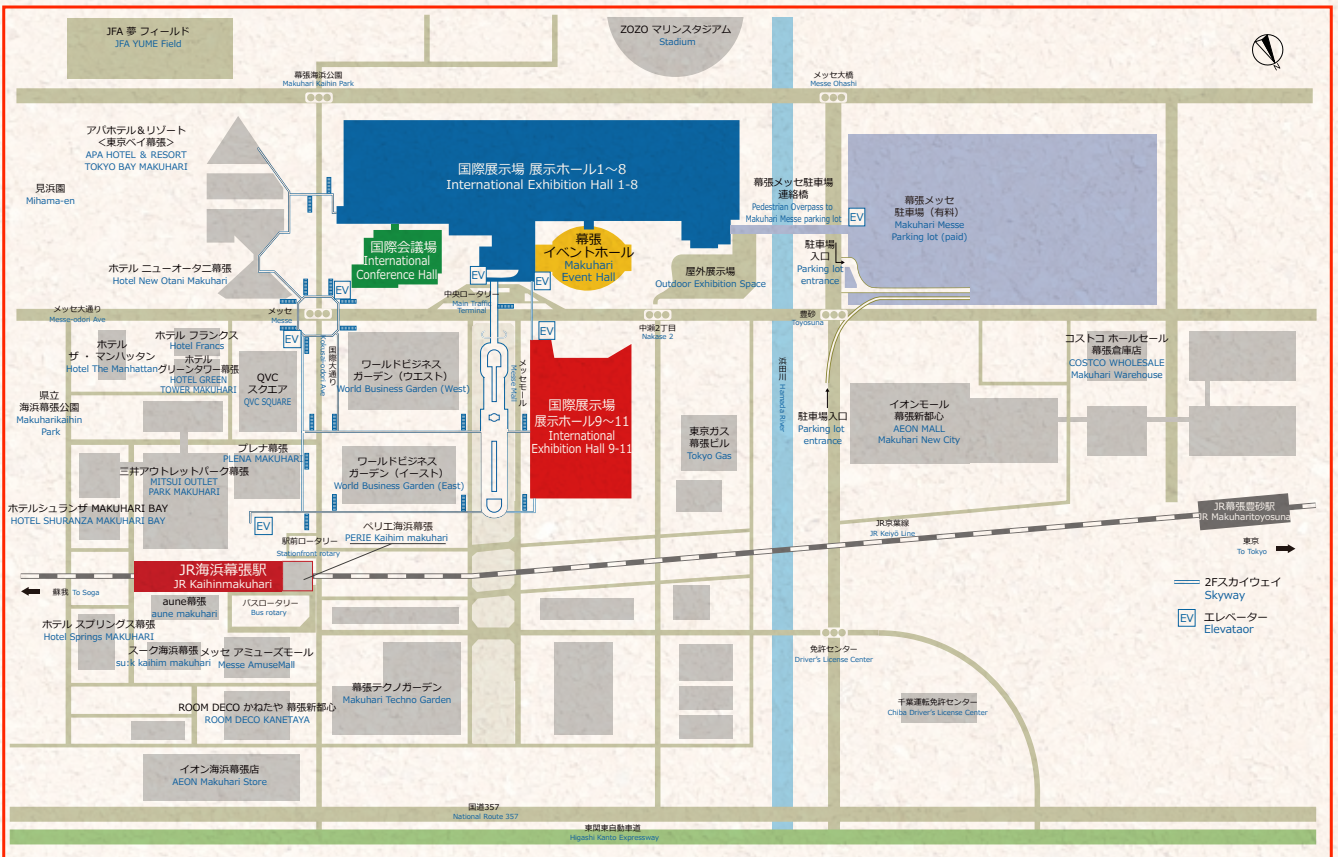 JFA 夢 フィールド
JFA YUME Field
ZOZO マリンスタジアム
Stadium
N
幕張海浜公園
Makuhari Kaihin Park
メッセ大橋
Messe Ohashi
アパホテル＆リゾート
＜東京ベイ幕張＞
APA HOTEL & RESORT
TOKYO BAY MAKUHARI
見浜園
Mihama-en
国際展示場 展示ホール1～8
International Exhibition Hall 1-8
幕張メッセ駐車場
連絡橋
Pedestrian Overpass to
Makuhari Messe parking lot
EV
幕張メッセ
駐車場（有料）
Makuhari Messe
Parking lot (paid)
国際会議場
International
Conference Hall
幕張
イベントホール
Makuhari
Event Hall
駐車場
入口
Parking lot
entrance
ホテル ニューオータニ幕張
Hotel New Otani Makuhari
屋外展示場
Outdoor Exhibition Space
EV
EV
EV
中央ロータリー
Main Traffic
Terminal
メッセ大通り
Messe-odori Ave
メッセ
Messe
中瀬2丁目
Nakase 2
豊砂
Toyosuna
EV
EV
ホテル
ザ ・ マンハッタン
Hotel The Manhattan
ホテル フランクス
Hotel Francs
ホテル
グリーンタワー幕張
HOTEL GREEN
TOWER MAKUHARI
QVC
スクエア
QVC SQUARE
国際大通り
Kokusai-odori Ave
ワールドビジネス
ガーデン（ウエスト）
World Business Garden (West)
メッセモール
Messe Mall
浜田川 Hamada River
コストコ ホールセール
幕張倉庫店
COSTCO WHOLESALE
Makuhari Warehouse
県立
海浜幕張公園
Makuharikaihin
Park
国際展示場
展示ホール9～11
International
Exhibition Hall 9-11
駐車場入口
Parking lot
entrance
イオンモール
幕張新都心
AEON MALL
Makuhari New City
東京ガス
幕張ビル
Tokyo Gas
プレナ幕張
PLENA MAKUHARI
三井アウトレットパーク幕張
MITSUI OUTLET
PARK MAKUHARI
ワールドビジネス
ガーデン（イースト）
World Business Garden (East)
ホテルシュランザ MAKUHARI BAY
HOTEL SHURANZA MAKUHARI BAY
EV
ペリエ海浜幕張
PERIE Kaihim makuhari
駅前ロータリー
Stationfront rotary
JR京葉線
JR Keiyo Line
JR幕張豊砂駅
JR Makuharitoyosuna
東京
To Tokyo
JR海浜幕張駅
JR Kaihinmakuhari
蘇我 To Soga
2Fスカイウェイ
Skyway
EV
エレベーター
Elevataor
aune幕張
aune makuhari
バスロータリー
Bus rotary
ホテル スプリングス幕張
Hotel Springs MAKUHARI
スーク海浜幕張
su:k kaihim makuhari
メッセ アミューズモール
Messe AmuseMall
免許センター
Driver's License Center
幕張テクノガーデン
Makuhari Techno Garden
ROOM DECO かねたや 幕張新都心
ROOM DECO KANETAYA
千葉運転免許センター
Chiba Driver's License Center
イオン海浜幕張店
AEON Makuhari Store
国道357
National Route 357
東関東自動車道
Higashi Kanto Expressway